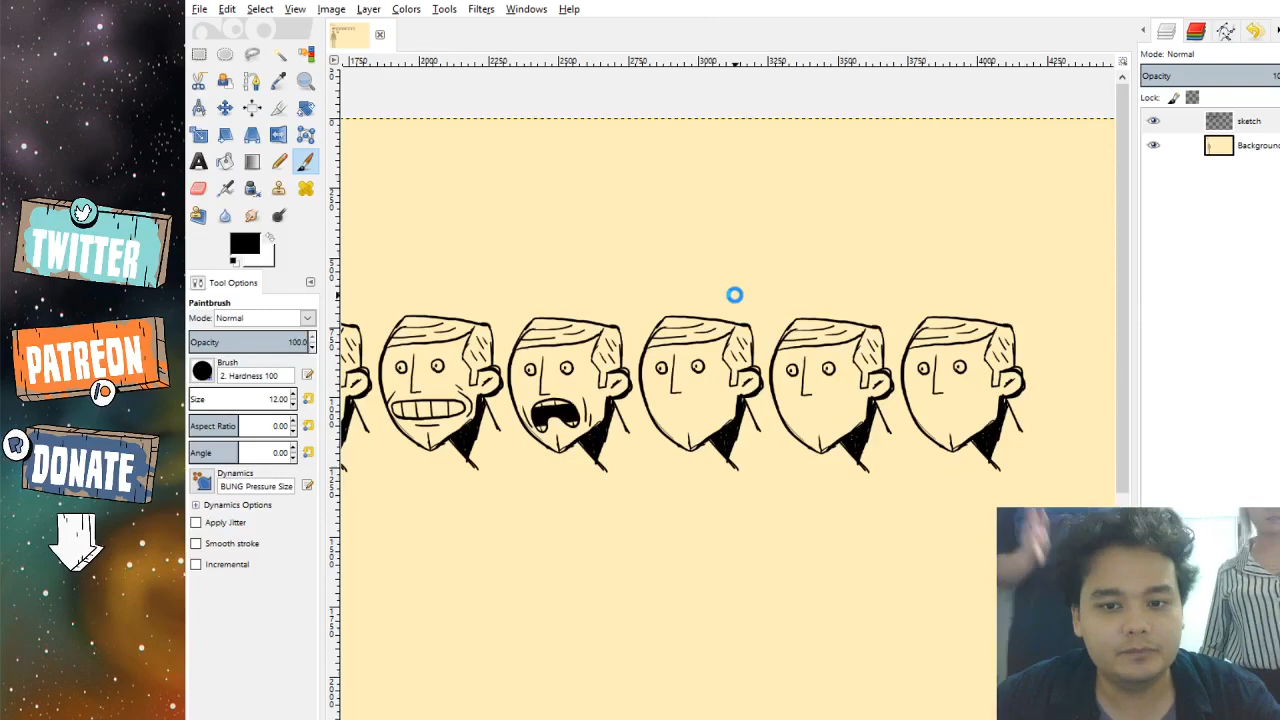 File Edit Select View Image Layer Colors Tools Filters Windows Help
1750 2000 2250 2500 2750 3000 3250 3500 3750 4000 4250
Mode: Normal
Opacity 10
Lock:
sketch
Background
TWITTER
PATREON
DONATE
Tool Options
Paintbrush
Mode: Normal
Opacity 100.0
Brush
2. Hardness 100
Size 12.00
Aspect Ratio 0.00
Angle 0.00
Dynamics
BUNG Pressure Size
Dynamics Options
Apply Jitter
Smooth stroke
Incremental